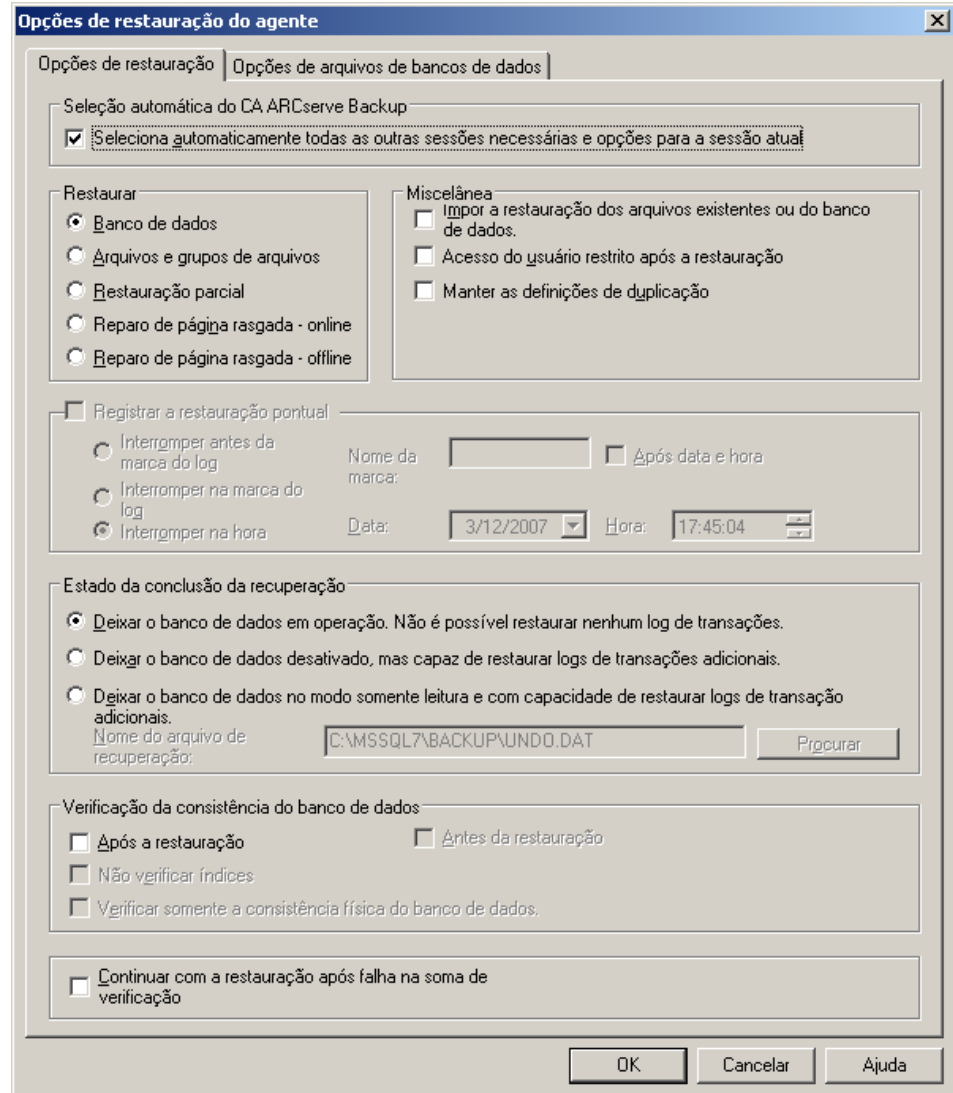 Opções de restauração do agente
Opções de restauração
Opções de arquivos de bancos de dados
Seleção automática do CA ARCserve Backup
Seleciona automaticamente todas as outras sessões necessárias e opções para a sessão atual
Restaurar
Banco de dados
Arquivos e grupos de arquivos
Restauração parcial
Reparo de página rasgada - online
Reparo de página rasgada - offline
Miscelânea
Impor a restauração dos arquivos existentes ou do banco
de dados.
Acesso do usuário restrito após a restauração
Manter as definições de duplicação
Registrar a restauração pontual
Interromper antes da
marca do log
Interromper na marca do
log
Interromper na hora
Nome da
marca:
Após data e hora
Data:
3/12/2007
Hora:
17:45:04
Estado da conclusão da recuperação
Deixar o banco de dados em operação. Não é possível restaurar nenhum log de transações.
Deixar o banco de dados desativado, mas capaz de restaurar logs de transações adicionais.
Deixar o banco de dados no modo somente leitura e com capacidade de restaurar logs de transação
adicionais.
Nome do arquivo de
recuperação:
C:\MSSQL7\BACKUP\UNDO.DAT
Procurar
Verificação da consistência do banco de dados
Após a restauração
Antes da restauração
Não verificar índices
Verificar somente a consistência física do banco de dados.
Continuar com a restauração após falha na soma de
verificação
OK
Cancelar
Ajuda